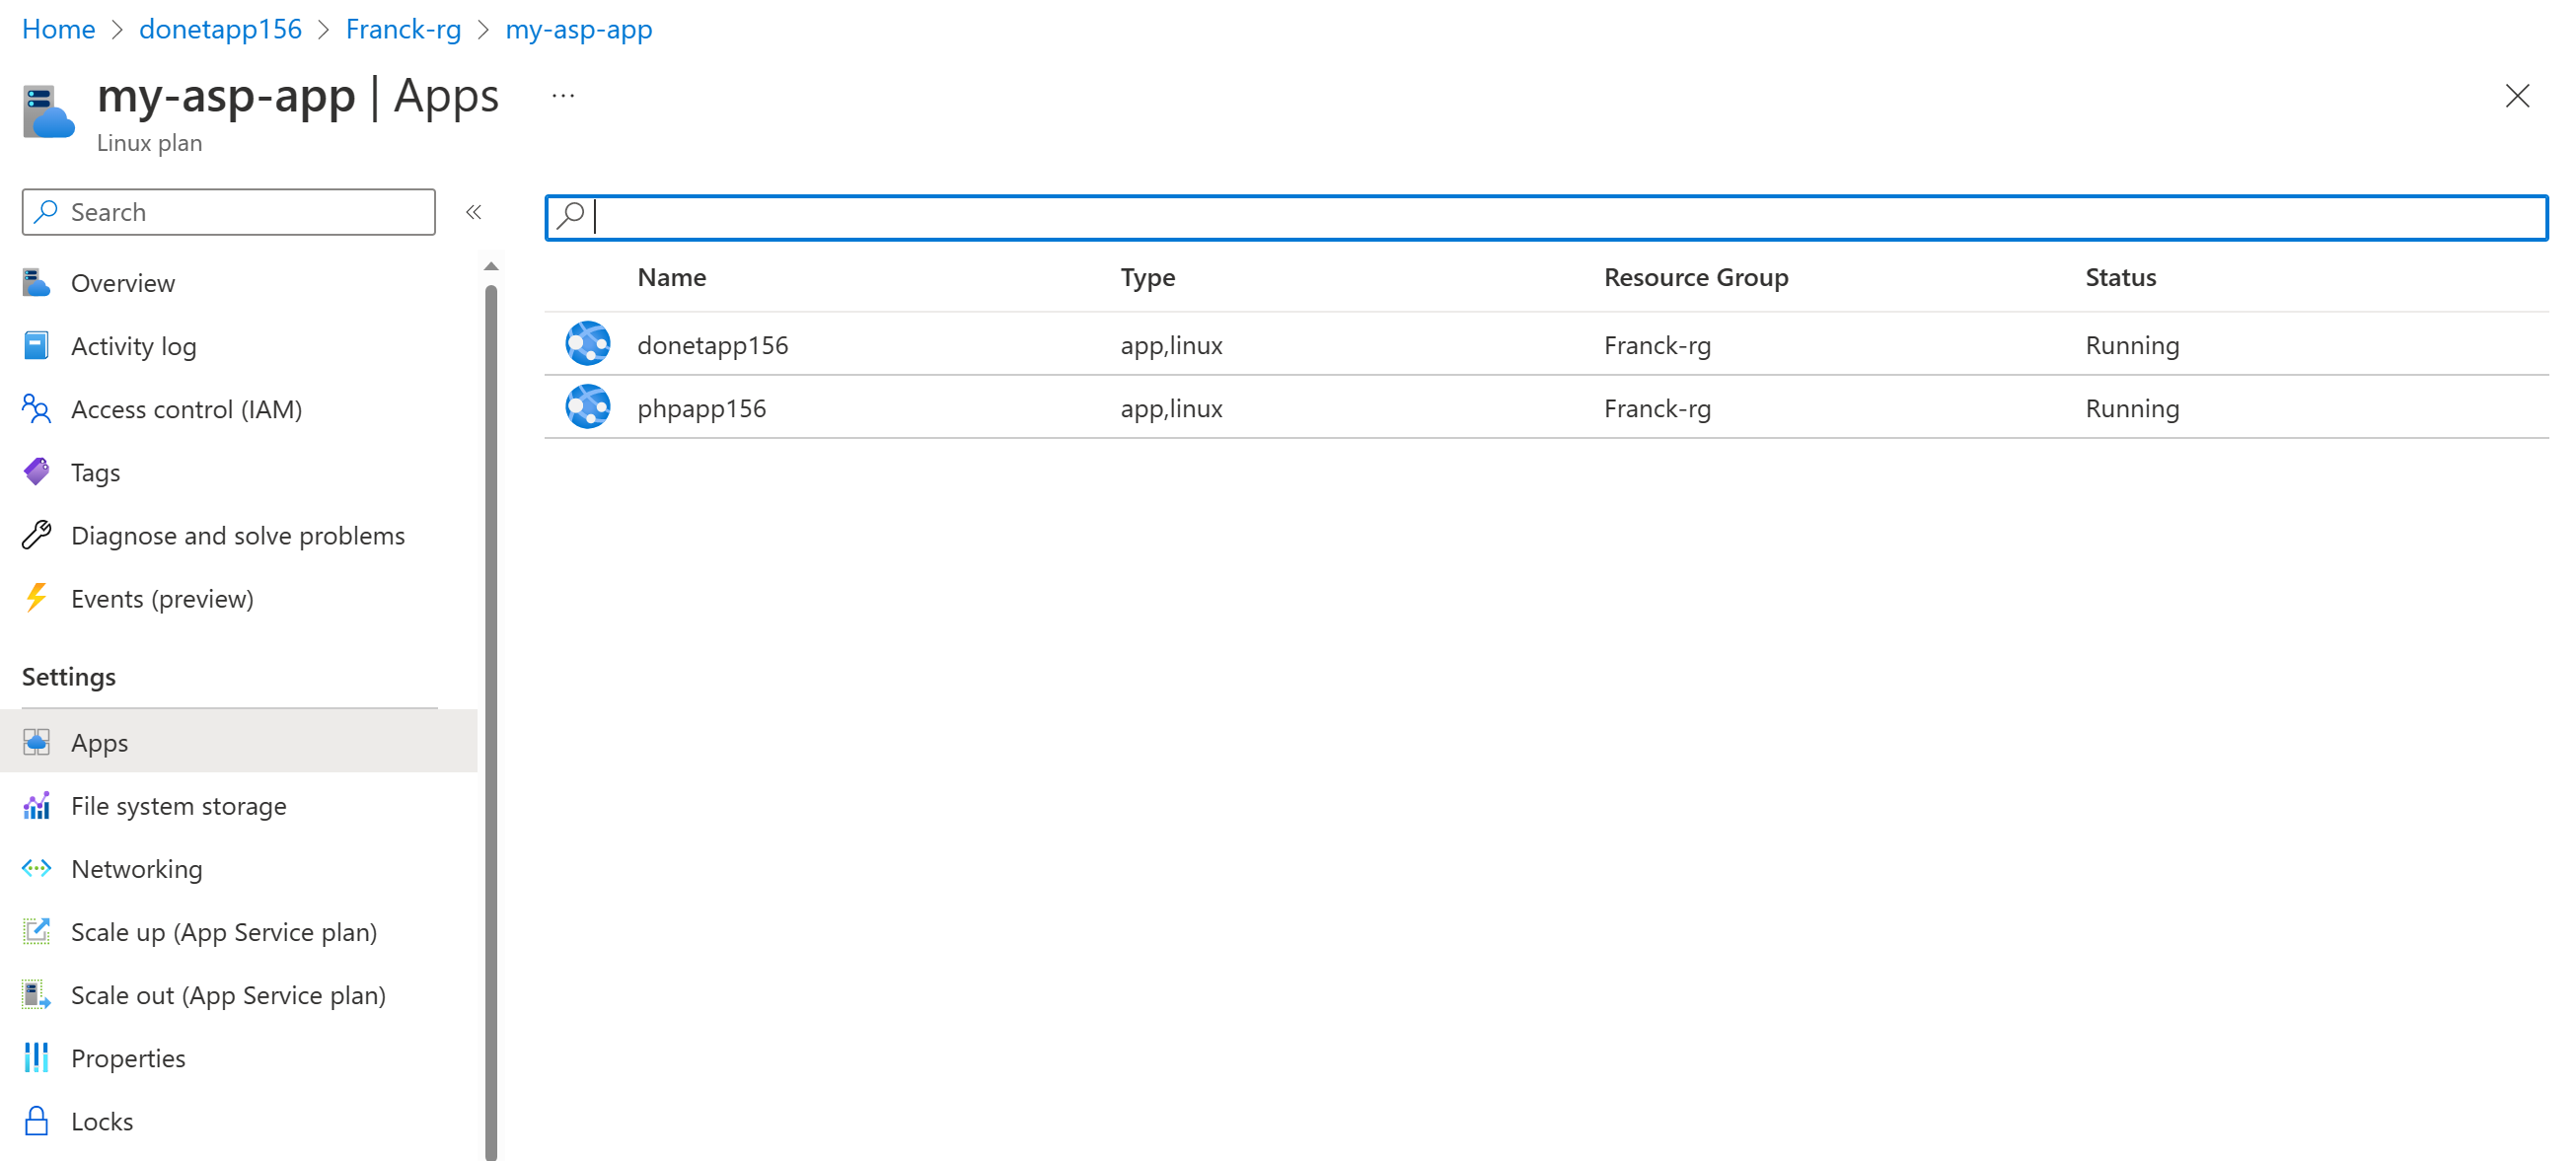 Home > donetapp156 > Franck-rg > my-asp-app
my-asp-app | Apps ...
Linux plan
Search
Overview
Activity log
Access control (IAM)
Tags
Diagnose and solve problems
Events (preview)
Settings
Apps
File system storage
Networking
Scale up (App Service plan)
Scale out (App Service plan)
Properties
Locks
Name Type Resource Group Status
donetapp156 app,linux Franck-rg Running
phpapp156 app,linux Franck-rg Running